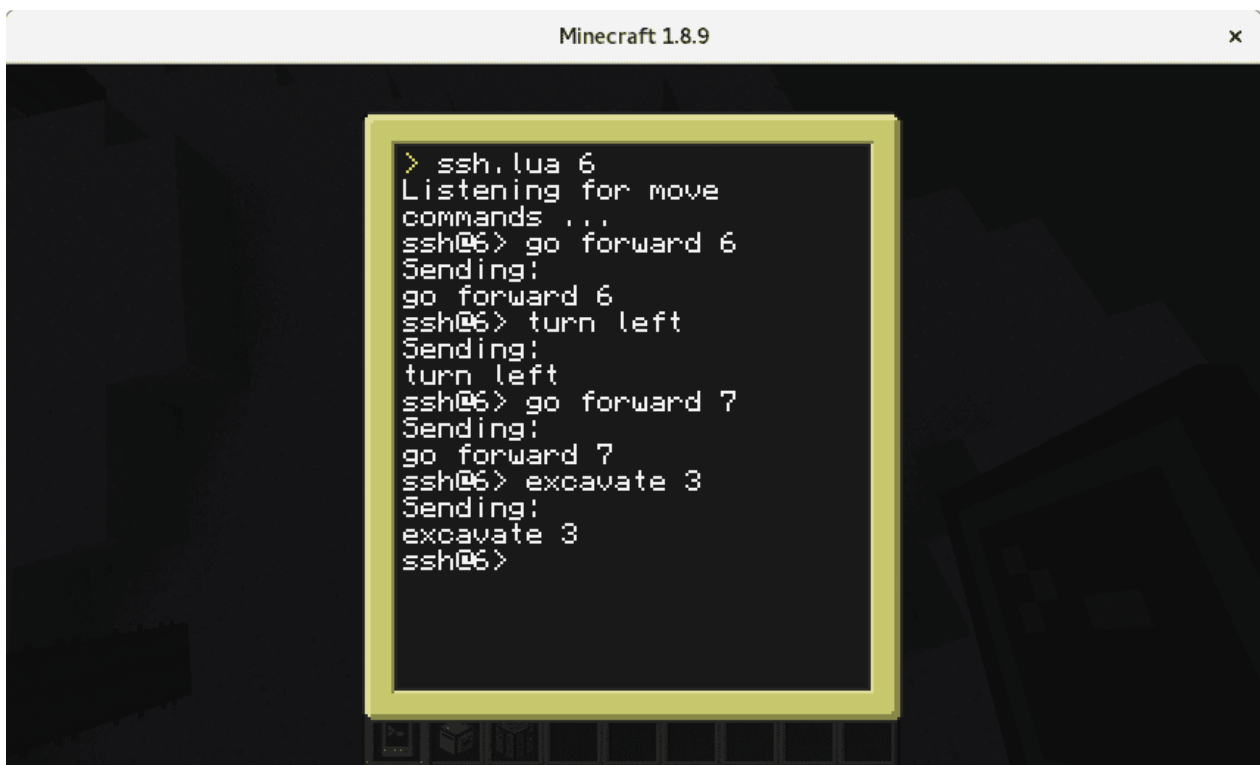 Minecraft 1.8.9 ×
> ssh.lua 6
Listening for move
commands ...
ssh@6> go forward 6
Sending:
go forward 6
ssh@6> turn left
Sending:
turn left
ssh@6> go forward 7
Sending:
go forward 7
ssh@6> excavate 3
Sending:
excavate 3
ssh@6>